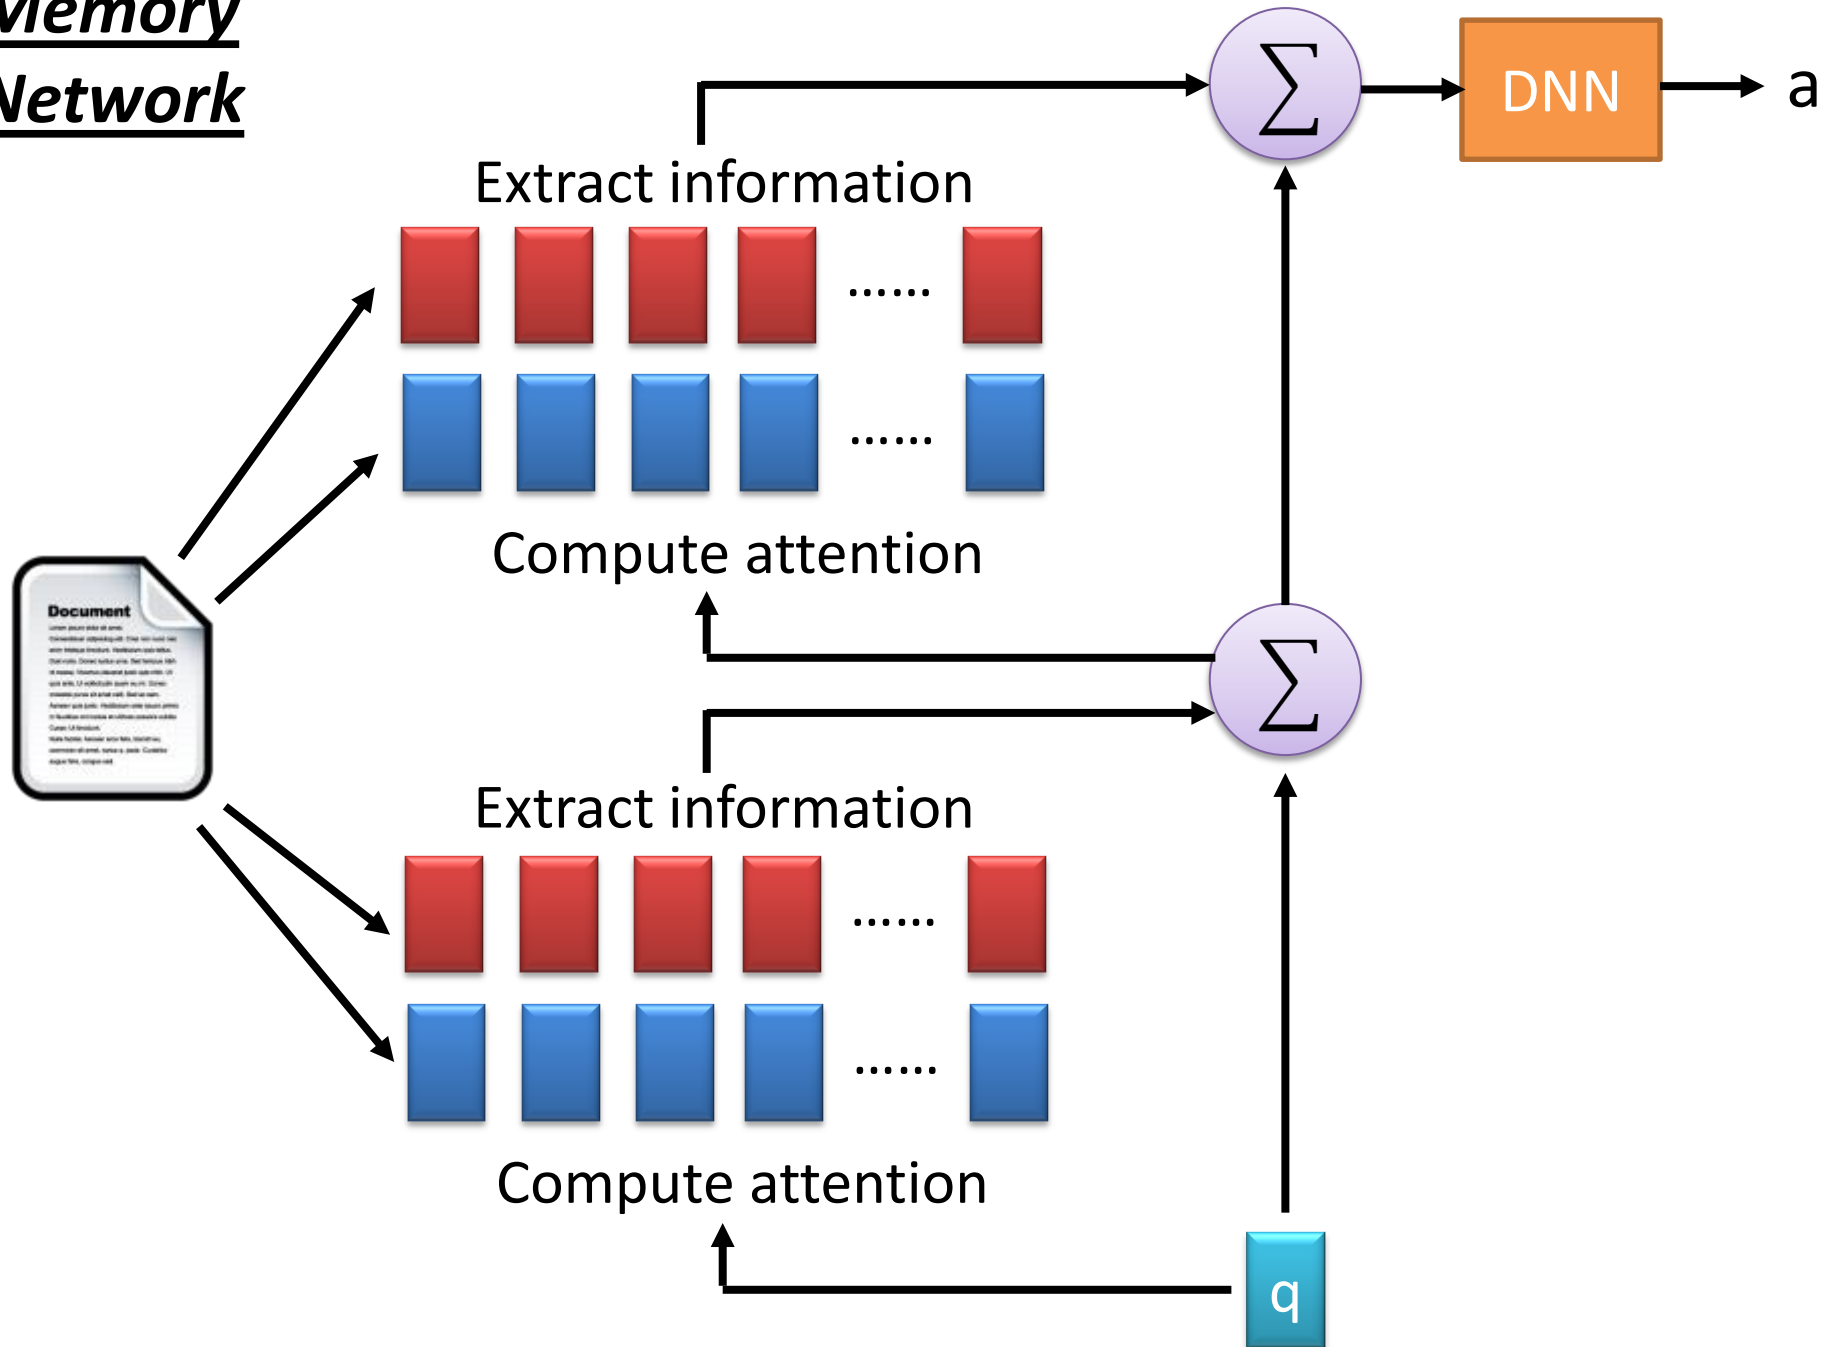 Memory
Network
∑
DNN
a
Extract information
......
......
Compute attention
Document
∑
Extract information
......
......
Compute attention
q